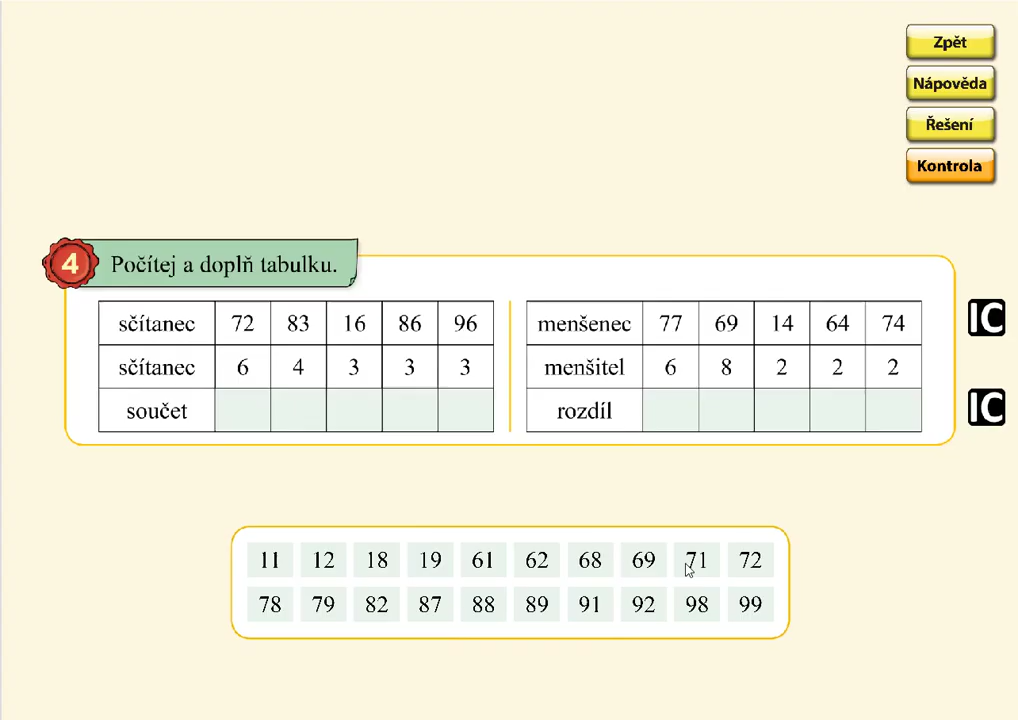 Zpět
Nápověda
Řešení
Kontrola
4 Počítej a doplň tabulku.
sčítanec 72 83 16 86 96
sčítanec 6 4 3 3 3
součet
menšenec 77 69 14 64 74
menšitel 6 8 2 2 2
rozdíl
IC
IC
11 12 18 19 61 62 68 69 71 72
78 79 82 87 88 89 91 92 98 99